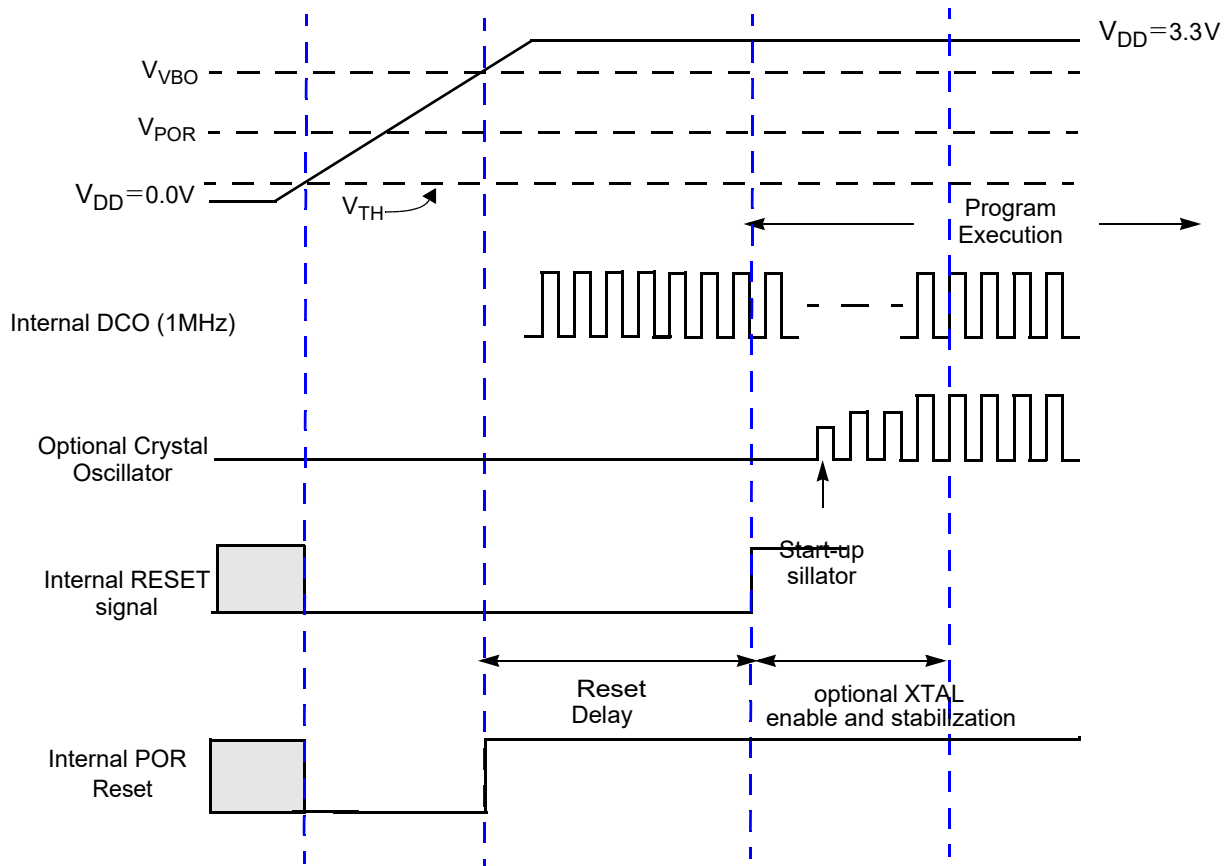 V_DD=3.3V
V_VBO
V_POR
V_DD=0.0V
V_TH
Program
Execution
Internal DCO (1MHz)
Optional Crystal
Oscillator
Start-up
sillator
Internal RESET
signal
Reset
Delay
optional XTAL
enable and stabilization
Internal POR
Reset